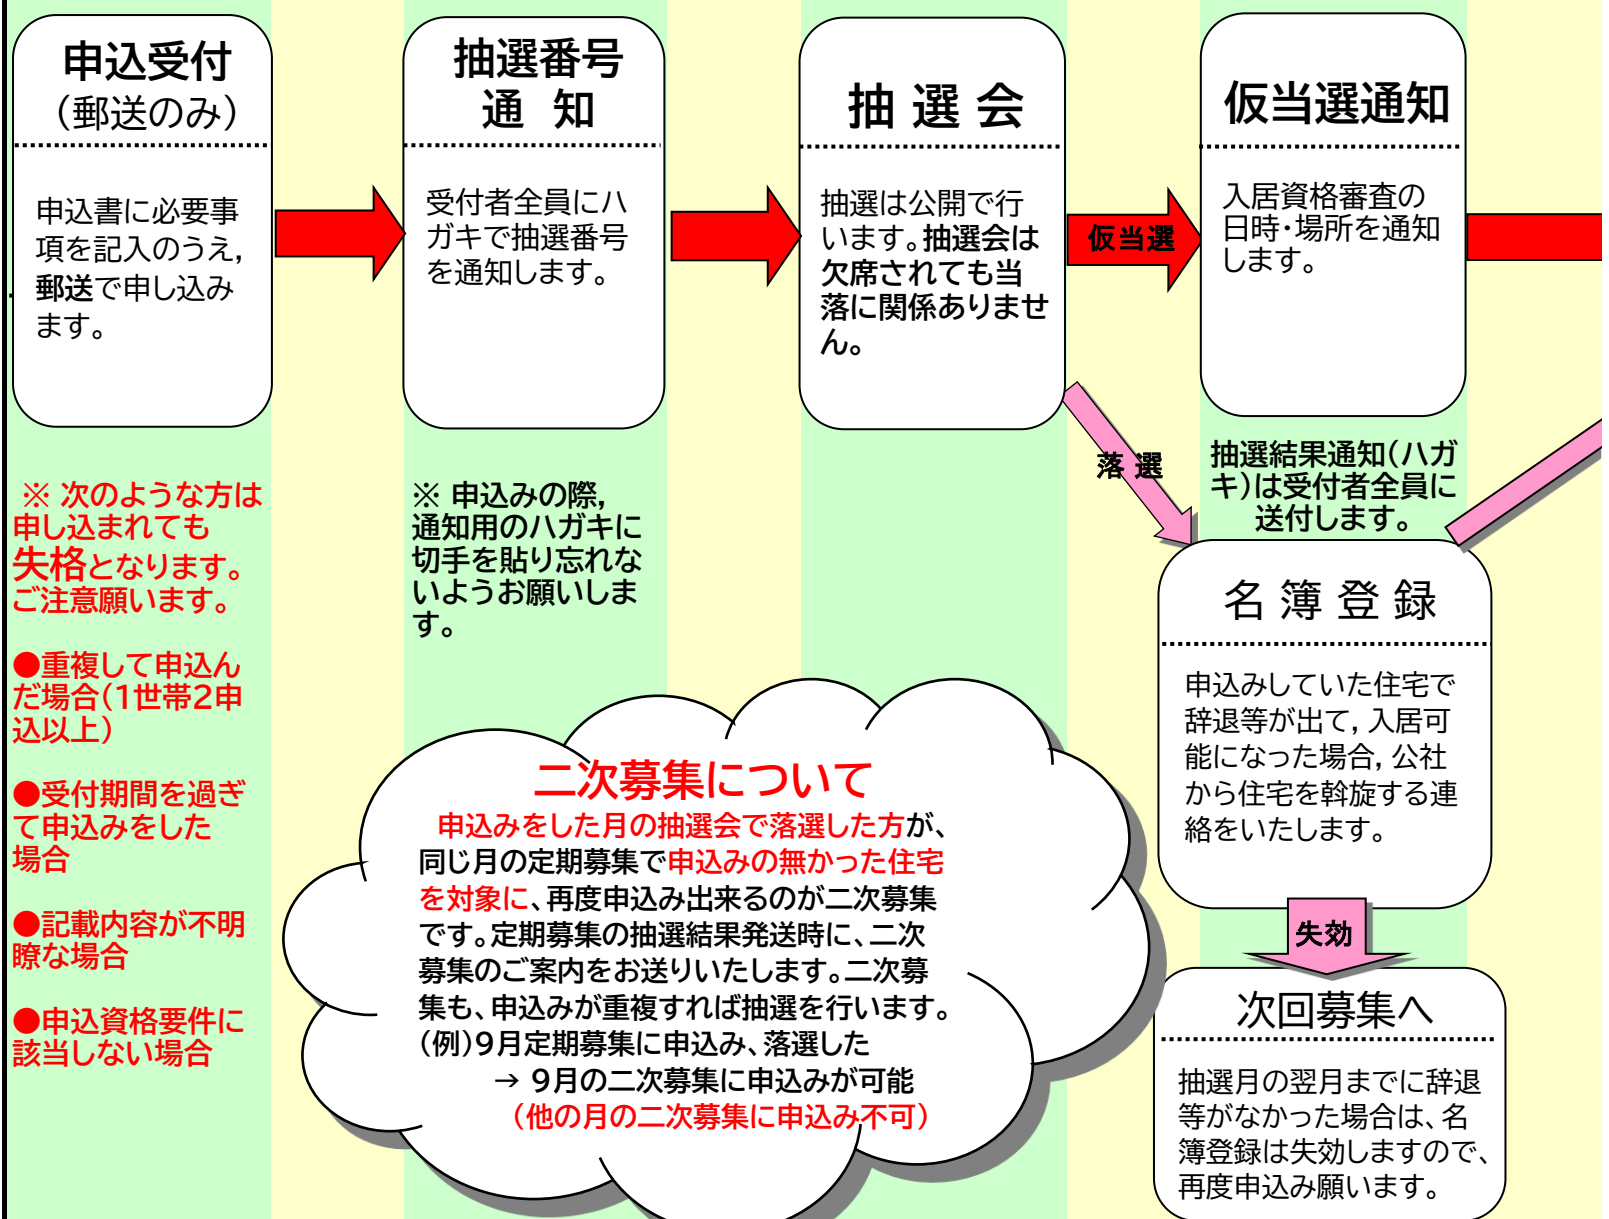 申込受付
（郵送のみ）
申込書に必要事
項を記入のうえ，
郵送で申し込み
ます。
※ 次のような方は
申し込まれても
失格となります。
ご注意願います。
●重複して申込ん
だ場合（1世帯2申
込以上）
●受付期間を過ぎ
て申込みをした
場合
●記載内容が不明
瞭な場合
●申込資格要件に
該当しない場合
抽選番号
通 知
受付者全員にハ
ガキで抽選番号
を通知します。
※ 申込みの際，
通知用のハガキに
切手を貼り忘れな
いようお願いしま
す。
抽 選 会
抽選は公開で行
います。抽選会は
欠席されても当
落に関係ありませ
ん。
仮当選
落 選
仮当選通知
入居資格審査の
日時・場所を通知
します。
抽選結果通知（ハガ
キ）は受付者全員に
送付します。
名 簿 登 録
申込みしていた住宅で
辞退等が出て，入居可
能になった場合，公社
から住宅を斡旋する連
絡をいたします。
失効
次回募集へ
抽選月の翌月までに辞退
等がなかった場合は、名
簿登録は失効しますので、
再度申込み願います。
二次募集について
申込みをした月の抽選会で落選した方が、
同じ月の定期募集で申込みの無かった住宅
を対象に、再度申込み出来るのが二次募集
です。定期募集の抽選結果発送時に、二次
募集のご案内をお送りいたします。二次募
集も、申込みが重複すれば抽選を行います。
（例）9月定期募集に申込み、落選した
→ 9月の二次募集に申込みが可能
（他の月の二次募集に申込み不可）